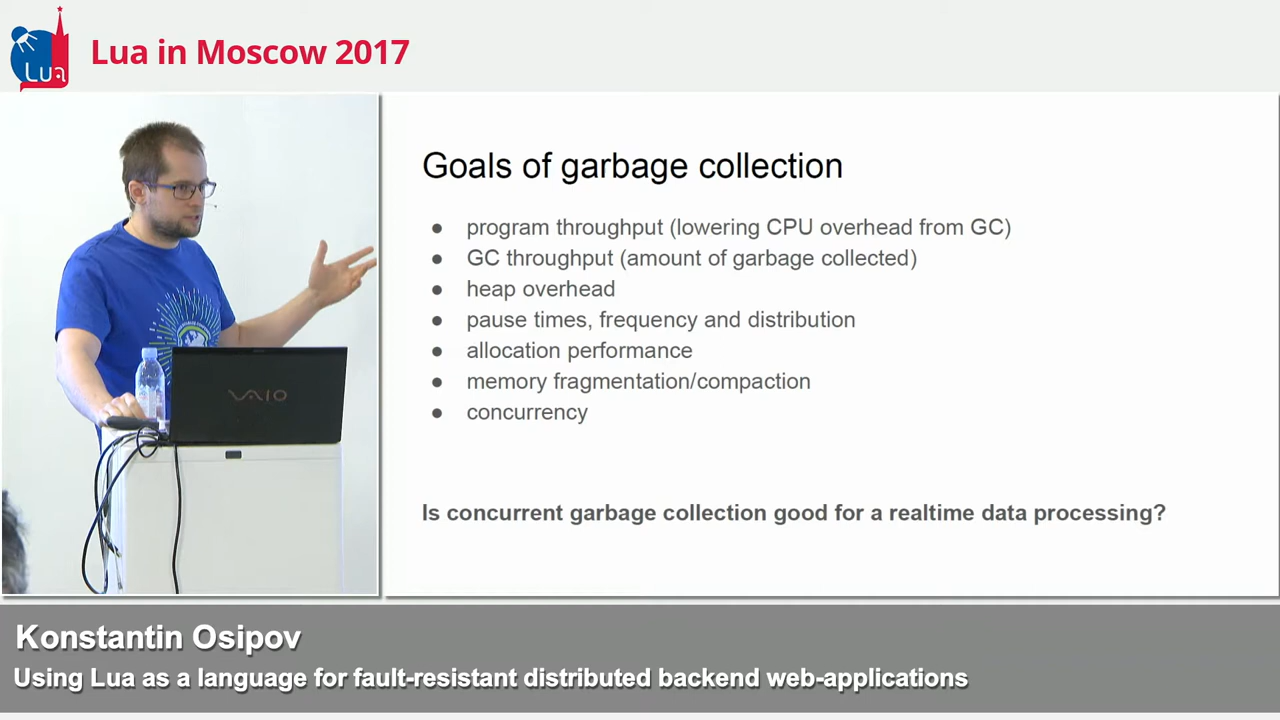 Lua
Lua in Moscow 2017
Goals of garbage collection
● program throughput (lowering CPU overhead from GC)
● GC throughput (amount of garbage collected)
● heap overhead
● pause times, frequency and distribution
● allocation performance
● memory fragmentation/compaction
● concurrency
Is concurrent garbage collection good for a realtime data processing?
VAIO
Konstantin Osipov
Using Lua as a language for fault-resistant distributed backend web-applications